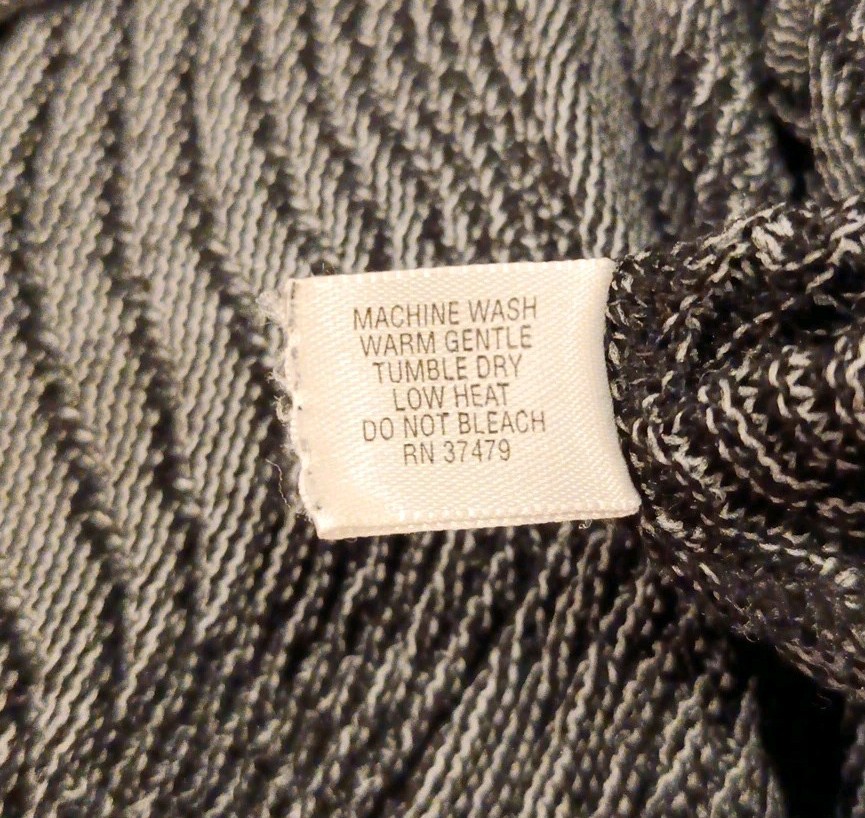 MACHINE WASH
WARM GENTLE
TUMBLE DRY
LOW HEAT
DO NOT BLEACH
RN 37479